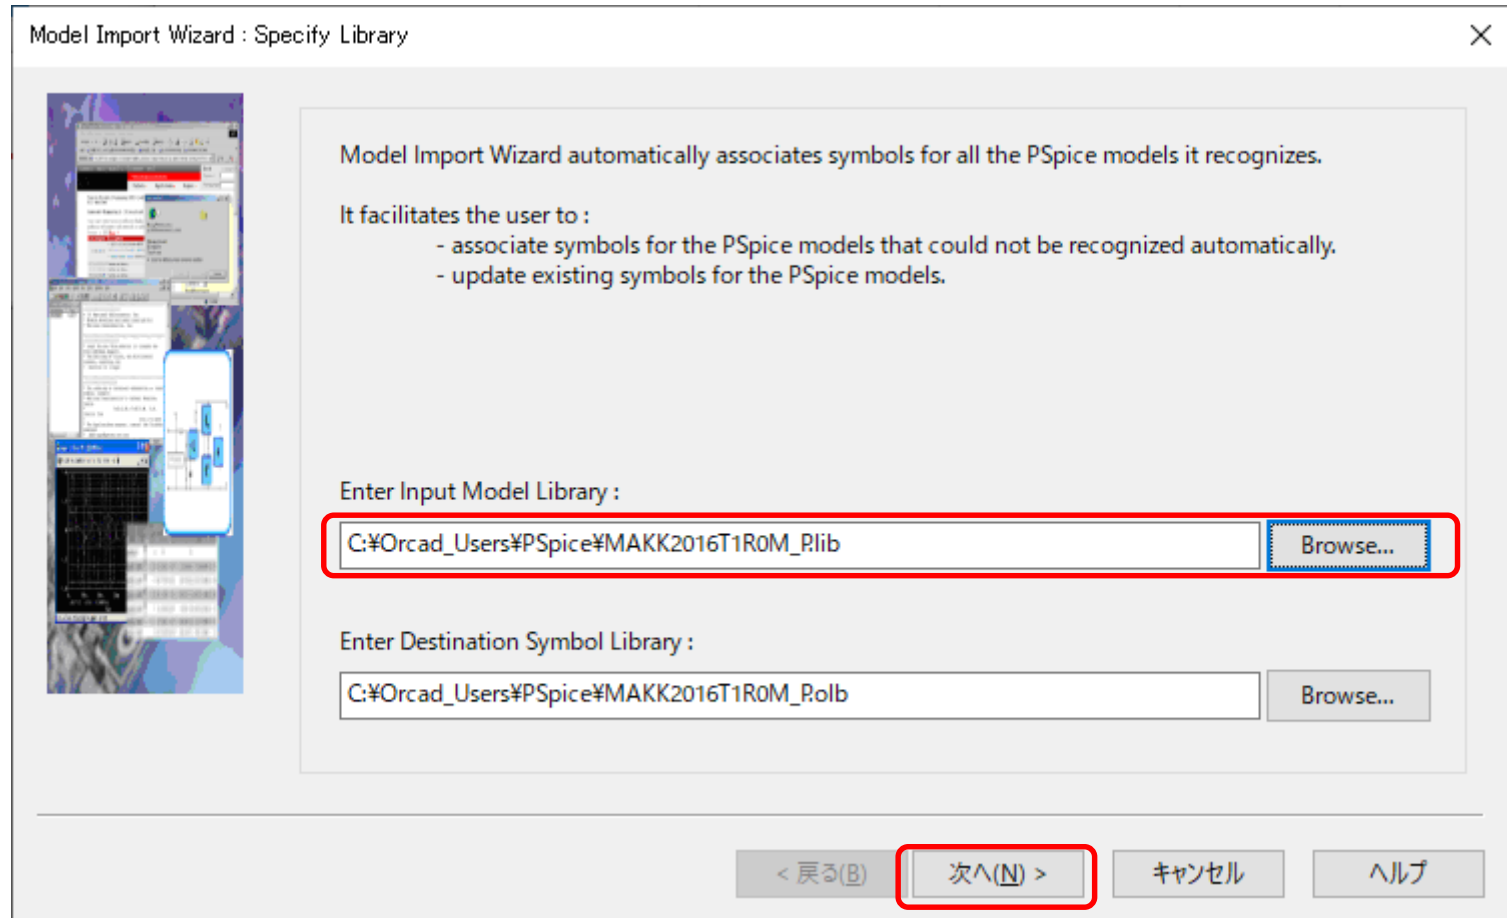 Model Import Wizard : Specify Library
Model Import Wizard automatically associates symbols for all the PSpice models it recognizes.
It facilitates the user to :
- associate symbols for the PSpice models that could not be recognized automatically.
- update existing symbols for the PSpice models.
Enter Input Model Library :
C:¥Orcad_Users¥PSpice¥MAKK2016T1R0M_P.lib
Browse...
Enter Destination Symbol Library :
C:¥Orcad_Users¥PSpice¥MAKK2016T1R0M_P.olb
Browse...
< 戻る(B)
次へ(N) >
キャンセル
ヘルプ